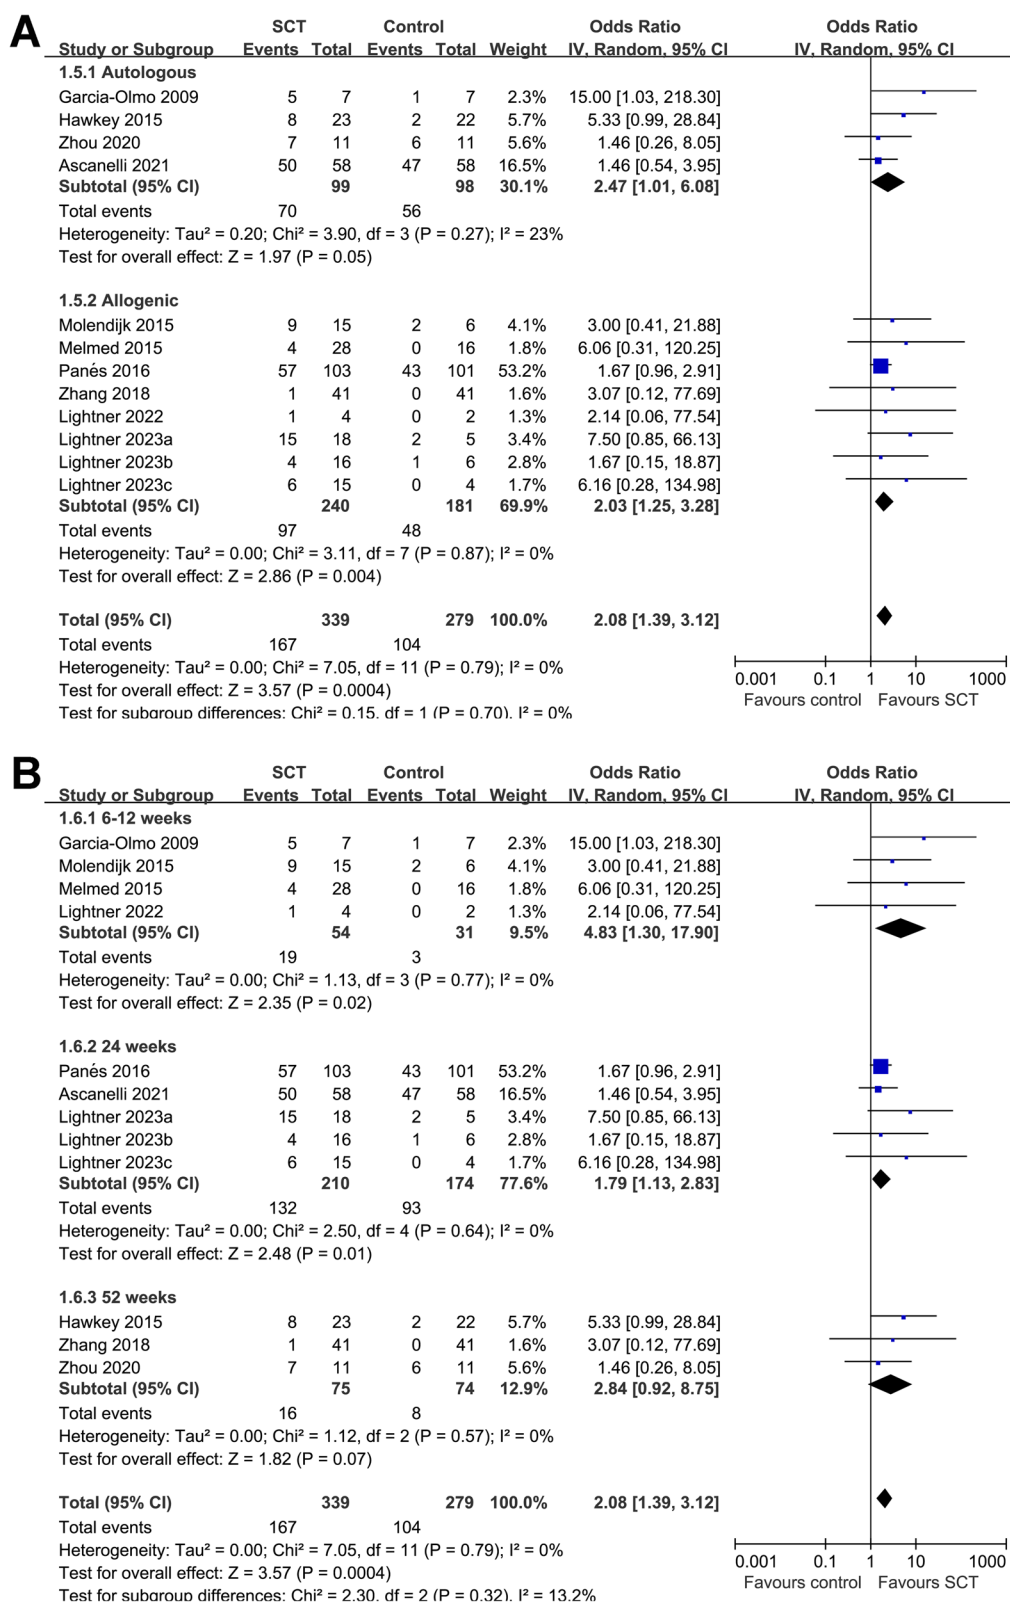 A
SCT Control Odds Ratio Odds Ratio
Study or Subgroup Events Total Events Total Weight IV, Random, 95% CI IV, Random, 95% CI
1.5.1 Autologous
Garcia-Olmo 2009 5 7 1 7 2.3% 15.00 [1.03, 218.30]
Hawkey 2015 8 23 2 22 5.7% 5.33 [0.99, 28.84]
Zhou 2020 7 11 6 11 5.6% 1.46 [0.26, 8.05]
Ascanelli 2021 50 58 47 58 16.5% 1.46 [0.54, 3.95]
Subtotal (95% CI) 99 98 30.1% 2.47 [1.01, 6.08]
Total events 70 56
Heterogeneity: Tau² = 0.20; Chi² = 3.90, df = 3 (P = 0.27); I² = 23%
Test for overall effect: Z = 1.97 (P = 0.05)
1.5.2 Allogenic
Molendijk 2015 9 15 2 6 4.1% 3.00 [0.41, 21.88]
Melmed 2015 4 28 0 16 1.8% 6.06 [0.31, 120.25]
Panés 2016 57 103 43 101 53.2% 1.67 [0.96, 2.91]
Zhang 2018 1 41 0 41 1.6% 3.07 [0.12, 77.69]
Lightner 2022 1 4 0 2 1.3% 2.14 [0.06, 77.54]
Lightner 2023a 15 18 2 5 3.4% 7.50 [0.85, 66.13]
Lightner 2023b 4 16 1 6 2.8% 1.67 [0.15, 18.87]
Lightner 2023c 6 15 0 4 1.7% 6.16 [0.28, 134.98]
Subtotal (95% CI) 240 181 69.9% 2.03 [1.25, 3.28]
Total events 97 48
Heterogeneity: Tau² = 0.00; Chi² = 3.11, df = 7 (P = 0.87); I² = 0%
Test for overall effect: Z = 2.86 (P = 0.004)
Total (95% CI) 339 279 100.0% 2.08 [1.39, 3.12]
Total events 167 104
Heterogeneity: Tau² = 0.00; Chi² = 7.05, df = 11 (P = 0.79); I² = 0%
Test for overall effect: Z = 3.57 (P = 0.0004)
Test for subgroup differences: Chi² = 0.15, df = 1 (P = 0.70), I² = 0%
0.001 0.1 1 10 1000
Favours control Favours SCT
B
SCT Control Odds Ratio Odds Ratio
Study or Subgroup Events Total Events Total Weight IV, Random, 95% CI IV, Random, 95% CI
1.6.1 6-12 weeks
Garcia-Olmo 2009 5 7 1 7 2.3% 15.00 [1.03, 218.30]
Molendijk 2015 9 15 2 6 4.1% 3.00 [0.41, 21.88]
Melmed 2015 4 28 0 16 1.8% 6.06 [0.31, 120.25]
Lightner 2022 1 4 0 2 1.3% 2.14 [0.06, 77.54]
Subtotal (95% CI) 54 31 9.5% 4.83 [1.30, 17.90]
Total events 19 3
Heterogeneity: Tau² = 0.00; Chi² = 1.13, df = 3 (P = 0.77); I² = 0%
Test for overall effect: Z = 2.35 (P = 0.02)
1.6.2 24 weeks
Panés 2016 57 103 43 101 53.2% 1.67 [0.96, 2.91]
Ascanelli 2021 50 58 47 58 16.5% 1.46 [0.54, 3.95]
Lightner 2023a 15 18 2 5 3.4% 7.50 [0.85, 66.13]
Lightner 2023b 4 16 1 6 2.8% 1.67 [0.15, 18.87]
Lightner 2023c 6 15 0 4 1.7% 6.16 [0.28, 134.98]
Subtotal (95% CI) 210 174 77.6% 1.79 [1.13, 2.83]
Total events 132 93
Heterogeneity: Tau² = 0.00; Chi² = 2.50, df = 4 (P = 0.64); I² = 0%
Test for overall effect: Z = 2.48 (P = 0.01)
1.6.3 52 weeks
Hawkey 2015 8 23 2 22 5.7% 5.33 [0.99, 28.84]
Zhang 2018 1 41 0 41 1.6% 3.07 [0.12, 77.69]
Zhou 2020 7 11 6 11 5.6% 1.46 [0.26, 8.05]
Subtotal (95% CI) 75 74 12.9% 2.84 [0.92, 8.75]
Total events 16 8
Heterogeneity: Tau² = 0.00; Chi² = 1.12, df = 2 (P = 0.57); I² = 0%
Test for overall effect: Z = 1.82 (P = 0.07)
Total (95% CI) 339 279 100.0% 2.08 [1.39, 3.12]
Total events 167 104
Heterogeneity: Tau² = 0.00; Chi² = 7.05, df = 11 (P = 0.79); I² = 0%
Test for overall effect: Z = 3.57 (P = 0.0004)
Test for subgroup differences: Chi² = 2.30, df = 2 (P = 0.32), I² = 13.2%
0.001 0.1 1 10 1000
Favours control Favours SCT